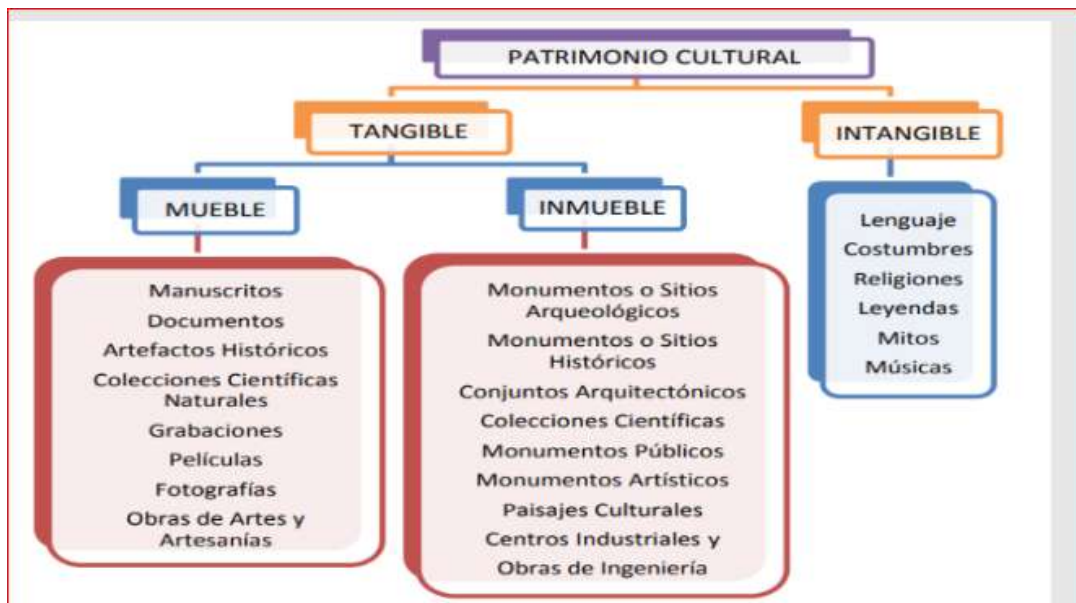 PATRIMONIO CULTURAL
TANGIBLE
INTANGIBLE
MUEBLE
INMUEBLE
Manuscritos
Documentos
Artefactos Históricos
Colecciones Científicas
Naturales
Grabaciones
Películas
Fotografías
Obras de Artes y
Artesanías
Monumentos o Sitios
Arqueológicos
Monumentos o Sitios
Históricos
Conjuntos Arquitectónicos
Colecciones Científicas
Monumentos Públicos
Monumentos Artísticos
Paisajes Culturales
Centros Industriales y
Obras de Ingeniería
Lenguaje
Costumbres
Religiones
Leyendas
Mitos
Músicas